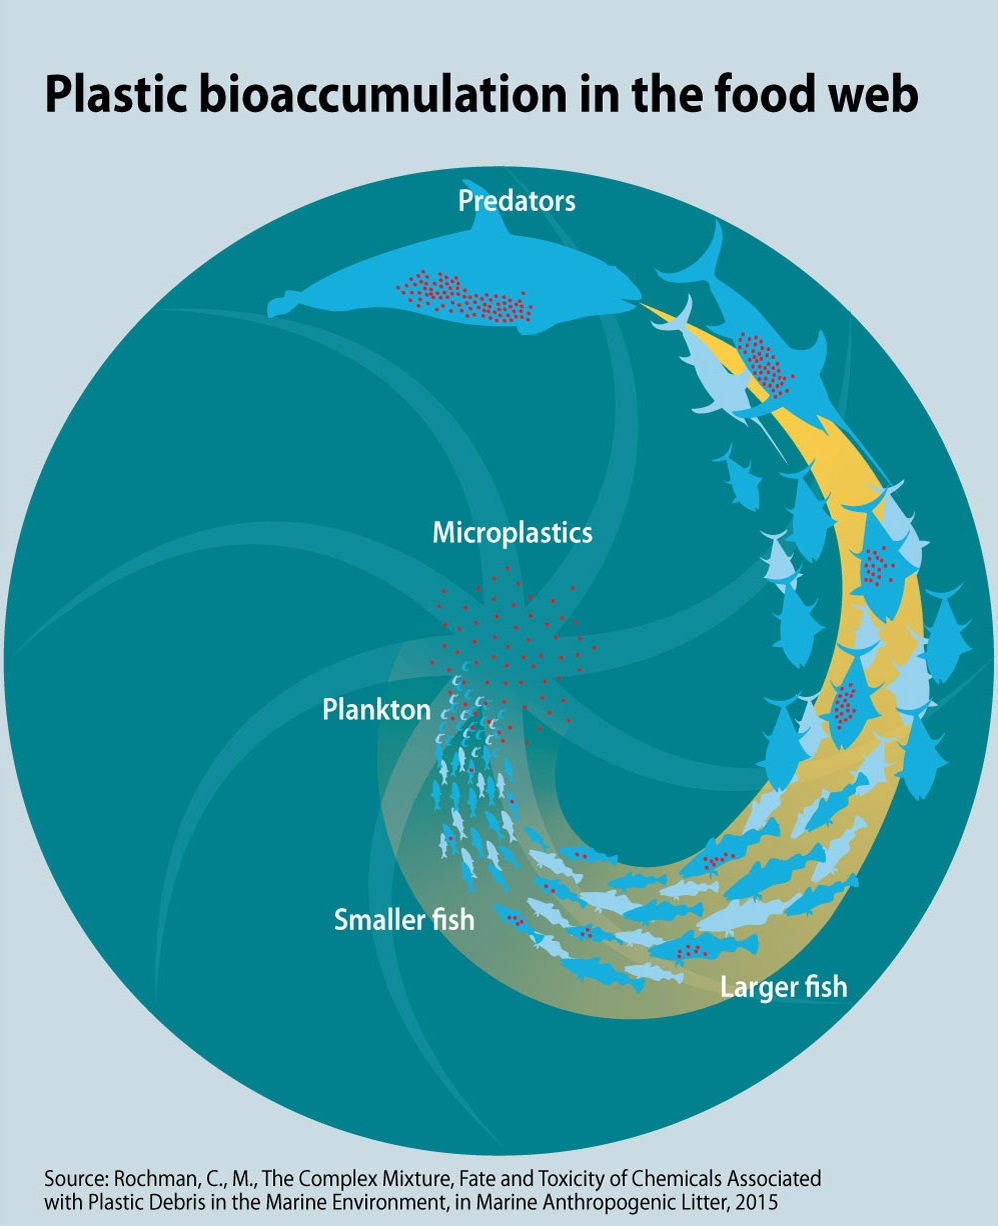 Plastic bioaccumulation in the food web
Predators
Microplastics
Plankton
Smaller fish
Larger fish
Source: Rochman, C., M., The Complex Mixture, Fate and Toxicity of Chemicals Associated
with Plastic Debris in the Marine Environment, in Marine Anthropogenic Litter, 2015